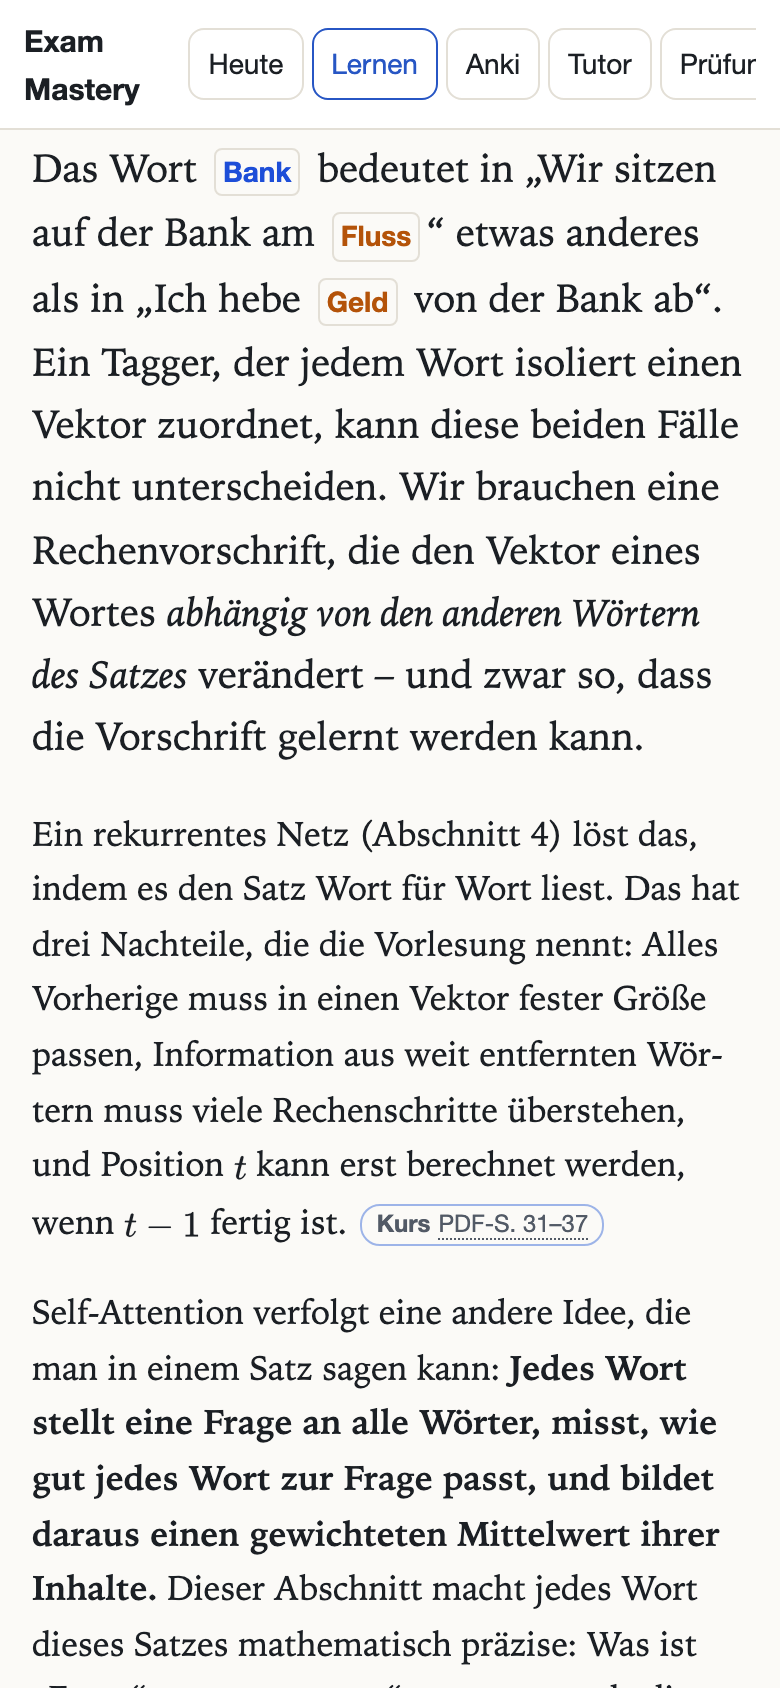 Exam
Mastery
Heute Lernen Anki Tutor Prüfur
Das Wort Bank bedeutet in „Wir sitzen
auf der Bank am Fluss “ etwas anderes
als in „Ich hebe Geld von der Bank ab“.
Ein Tagger, der jedem Wort isoliert einen
Vektor zuordnet, kann diese beiden Fälle
nicht unterscheiden. Wir brauchen eine
Rechenvorschrift, die den Vektor eines
Wortes abhängig von den anderen Wörtern
des Satzes verändert – und zwar so, dass
die Vorschrift gelernt werden kann.
Ein rekurrentes Netz (Abschnitt 4) löst das,
indem es den Satz Wort für Wort liest. Das hat
drei Nachteile, die die Vorlesung nennt: Alles
Vorherige muss in einen Vektor fester Größe
passen, Information aus weit entfernten Wör-
tern muss viele Rechenschritte überstehen,
und Position t kann erst berechnet werden,
wenn t − 1 fertig ist. Kurs PDF-S. 31–37
Self-Attention verfolgt eine andere Idee, die
man in einem Satz sagen kann: Jedes Wort
stellt eine Frage an alle Wörter, misst, wie
gut jedes Wort zur Frage passt, und bildet
daraus einen gewichteten Mittelwert ihrer
Inhalte. Dieser Abschnitt macht jedes Wort
dieses Satzes mathematisch präzise: Was ist